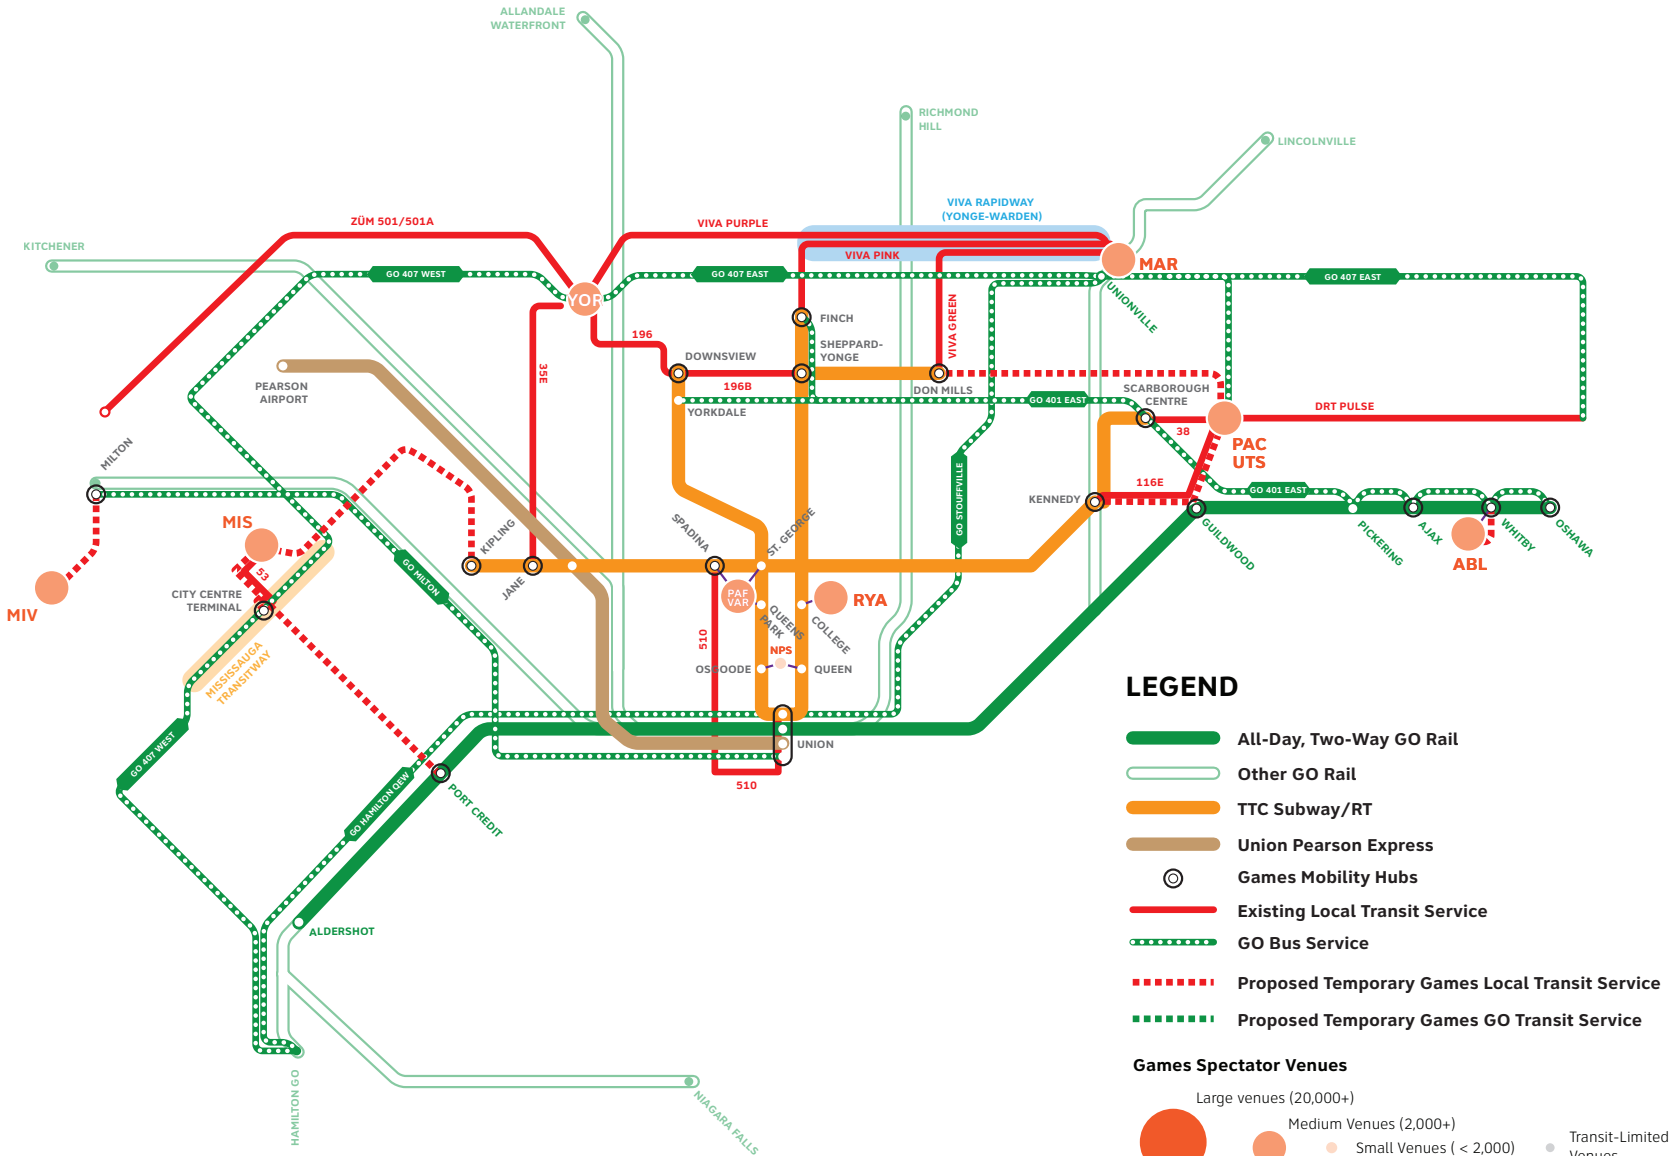 ALLANDALE
WATERFRONT
RICHMOND
HILL
LINCOLNVILLE
KITCHENER
ZÜM 501/501A
VIVA PURPLE
VIVA RAPIDWAY
(YONGE-WARDEN)
VIVA PINK
MAR
GO 407 WEST
GO 407 EAST
GO 407 EAST
UNIONVILLE
YOR
VIVA GREEN
FINCH
196
SHEPPARD-
YONGE
DOWNSVIEW
35E
196B
DON MILLS
PEARSON
AIRPORT
YORKDALE
GO 401 EAST
SCARBOROUGH
CENTRE
DRT PULSE
38
PAC
UTS
MILTON
GO STOUFFVILLE
116E
KENNEDY
GO 401 EAST
GUILDWOOD
PICKERING
AJAX
WHITBY
OSHAWA
ABL
MIS
KIPLING
JANE
SPADINA
ST. GEORGE
GO MILTON
53
CITY CENTRE
TERMINAL
MIV
PAF
VAR
QUEENS
PARK
COLLEGE
RYA
510
NPS
OSGOODE
QUEEN
MISSISSAUGA
TRANSITWAY
UNION
510
GO 407 WEST
GO HAMILTON QEW
PORT CREDIT
ALDERSHOT
HAMILTON GO
NIAGARA FALLS
LEGEND
All-Day, Two-Way GO Rail
Other GO Rail
TTC Subway/RT
Union Pearson Express
Games Mobility Hubs
Existing Local Transit Service
GO Bus Service
Proposed Temporary Games Local Transit Service
Proposed Temporary Games GO Transit Service
Games Spectator Venues
Large venues (20,000+)
Medium Venues (2,000+)
Small Venues ( < 2,000)
Transit-Limited
Venues